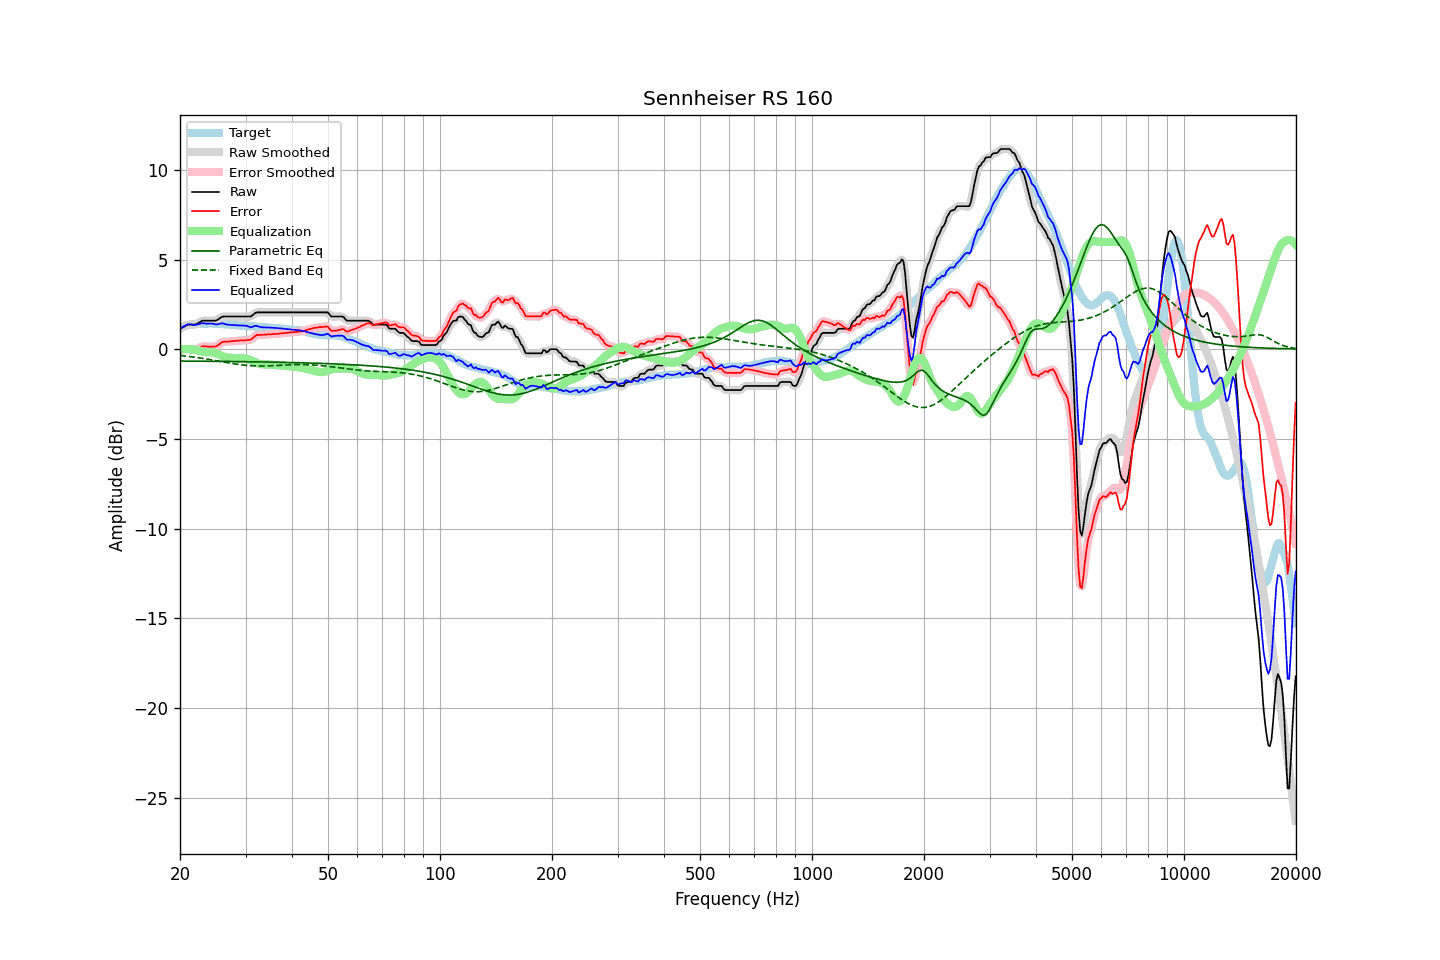 Sennheiser RS 160
Target
Raw Smoothed
Error Smoothed
Raw
Error
Equalization
Parametric Eq
Fixed Band Eq
Equalized
10
5
0
−5
−10
−15
−20
−25
Amplitude (dBr)
20 50 100 200 500 1000 2000 5000 10000 20000
Frequency (Hz)